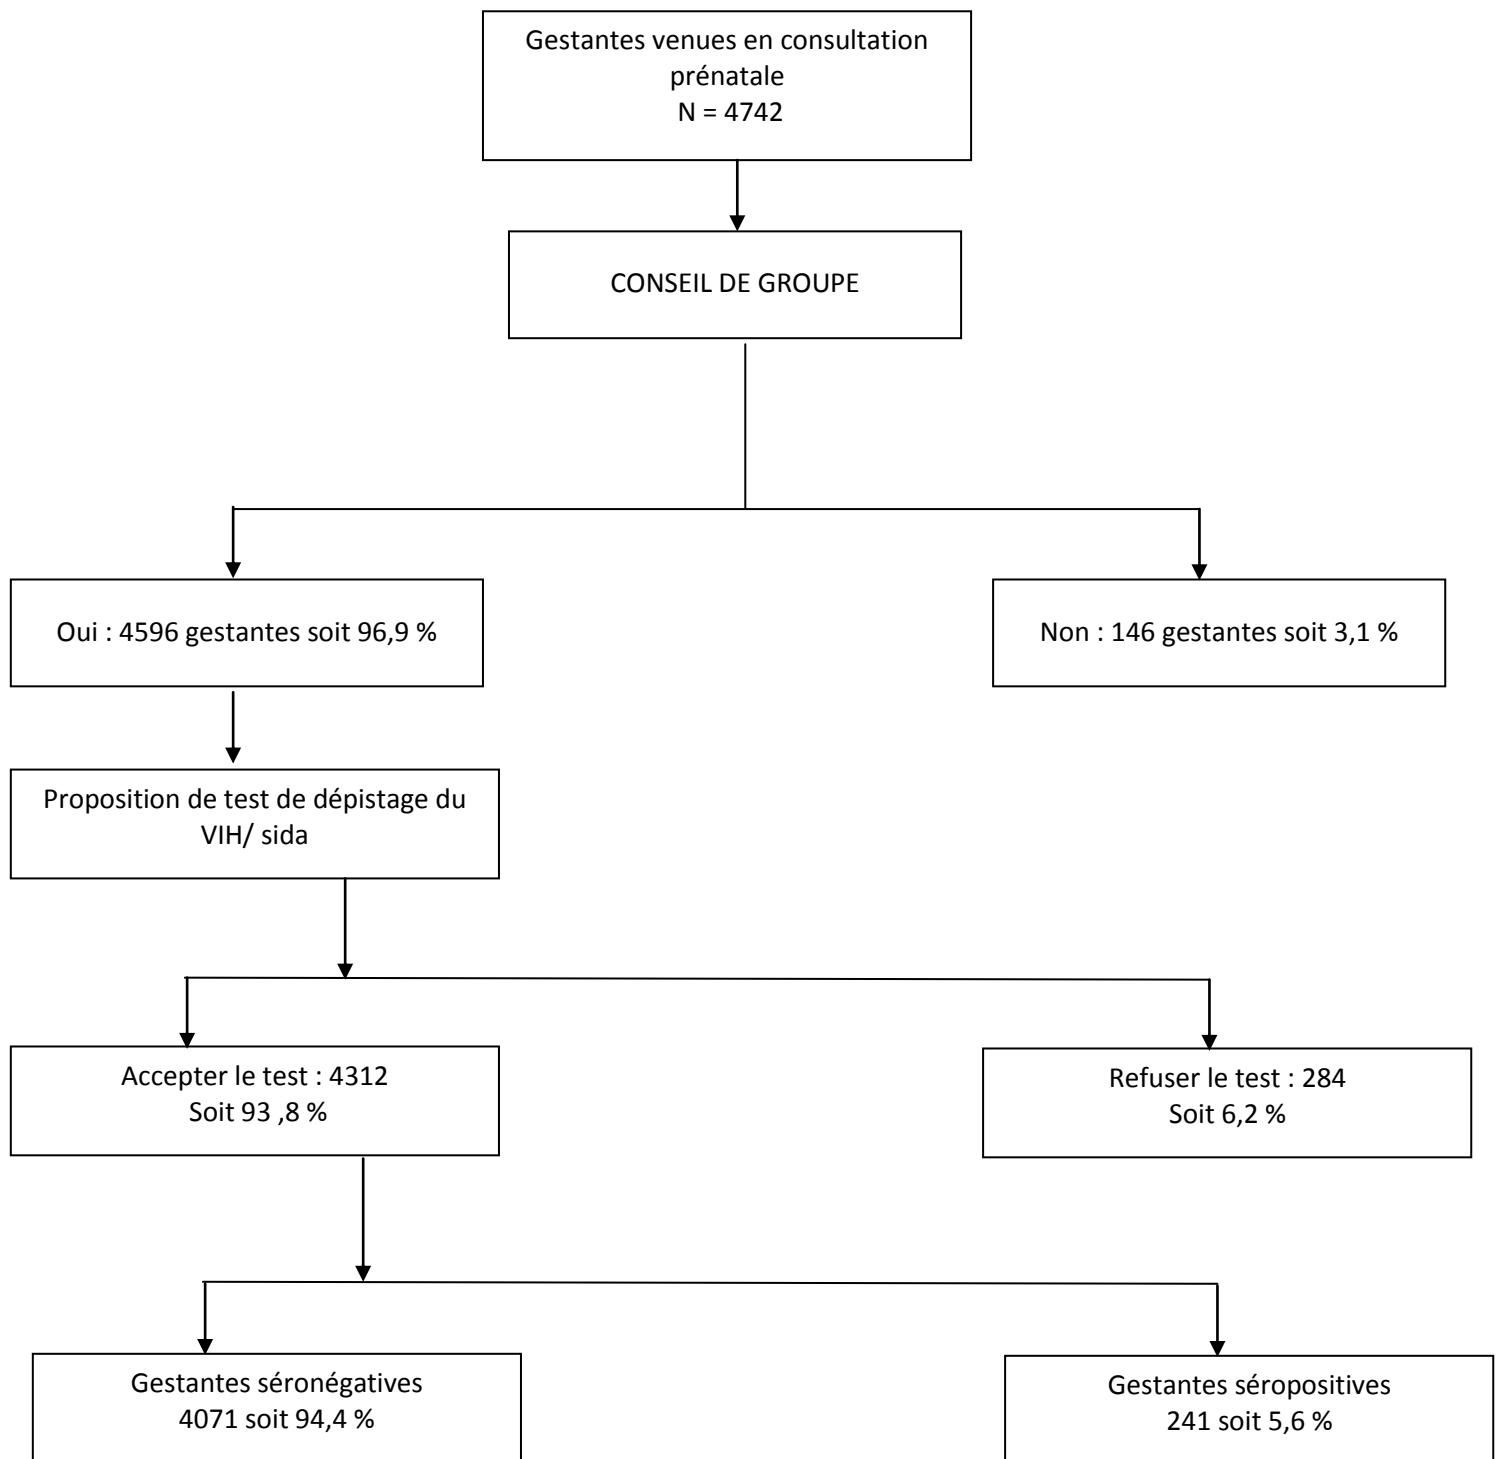 Gestantes venues en consultation
prénatale
N = 4742
CONSEIL DE GROUPE
Oui : 4596 gestantes soit 96,9 %
Non : 146 gestantes soit 3,1 %
Proposition de test de dépistage du
VIH/ sida
Accepter le test : 4312
Soit 93 ,8 %
Refuser le test : 284
Soit 6,2 %
Gestantes séronégatives
4071 soit 94,4 %
Gestantes séropositives
241 soit 5,6 %